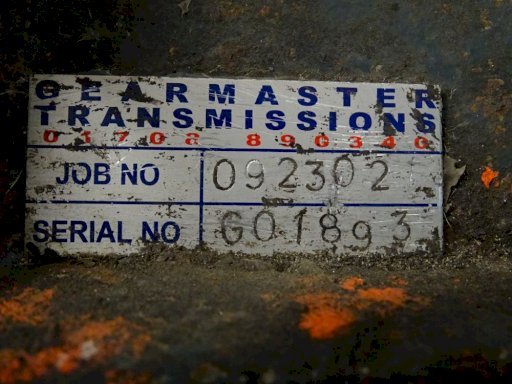 GEARMASTER
TRANSMISSIONS
01708 890340
JOB NO 092302
SERIAL NO G01893